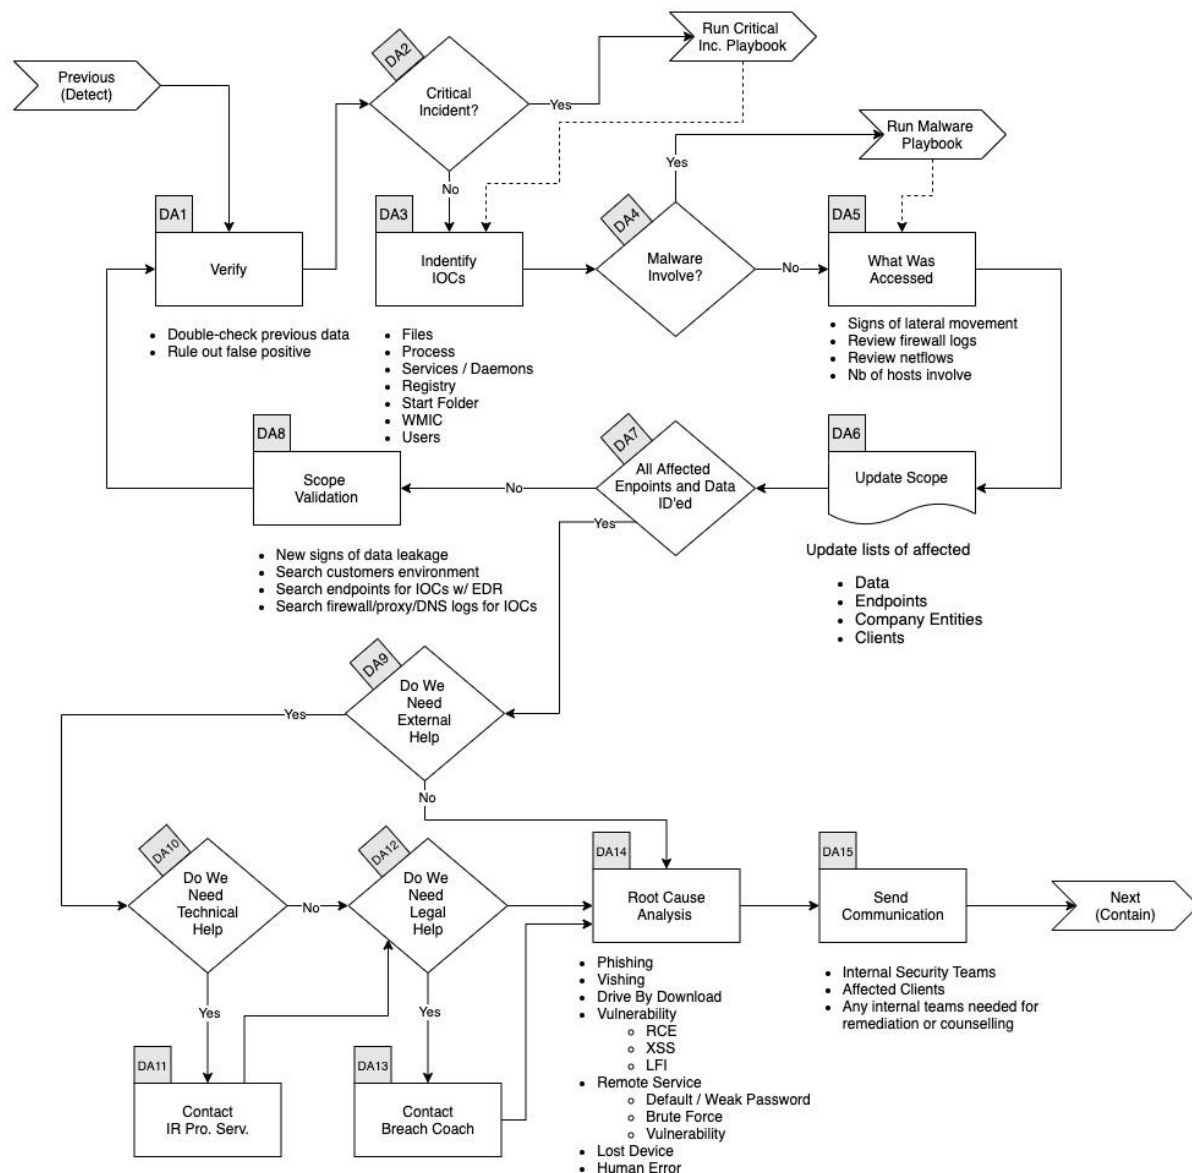 Previous
(Detect)
DA1
Verify
• Double-check previous data
• Rule out false positive
DA2
Critical
Incident?
Yes
No
Run Critical
Inc. Playbook
DA3
Indentify
IOCs
• Files
• Process
• Services / Daemons
• Registry
• Start Folder
• WMIC
• Users
DA4
Malware
Involve?
Yes
No
Run Malware
Playbook
DA5
What Was
Accessed
• Signs of lateral movement
• Review firewall logs
• Review netflows
• Nb of hosts involve
DA6
Update Scope
Update lists of affected
• Data
• Endpoints
• Company Entities
• Clients
DA7
All Affected
Enpoints and Data
ID'ed
No
Yes
DA8
Scope
Validation
• New signs of data leakage
• Search customers environment
• Search endpoints for IOCs w/ EDR
• Search firewall/proxy/DNS logs for IOCs
DA9
Do We
Need
External
Help
Yes
No
DA10
Do We
Need
Technical
Help
No
Yes
DA11
Contact
IR Pro. Serv.
DA12
Do We
Need
Legal
Help
Yes
DA13
Contact
Breach Coach
DA14
Root Cause
Analysis
• Phishing
• Vishing
• Drive By Download
• Vulnerability
○ RCE
○ XSS
○ LFI
• Remote Service
○ Default / Weak Password
○ Brute Force
○ Vulnerability
• Lost Device
• Human Error
DA15
Send
Communication
• Internal Security Teams
• Affected Clients
• Any internal teams needed for
remediation or counselling
Next
(Contain)